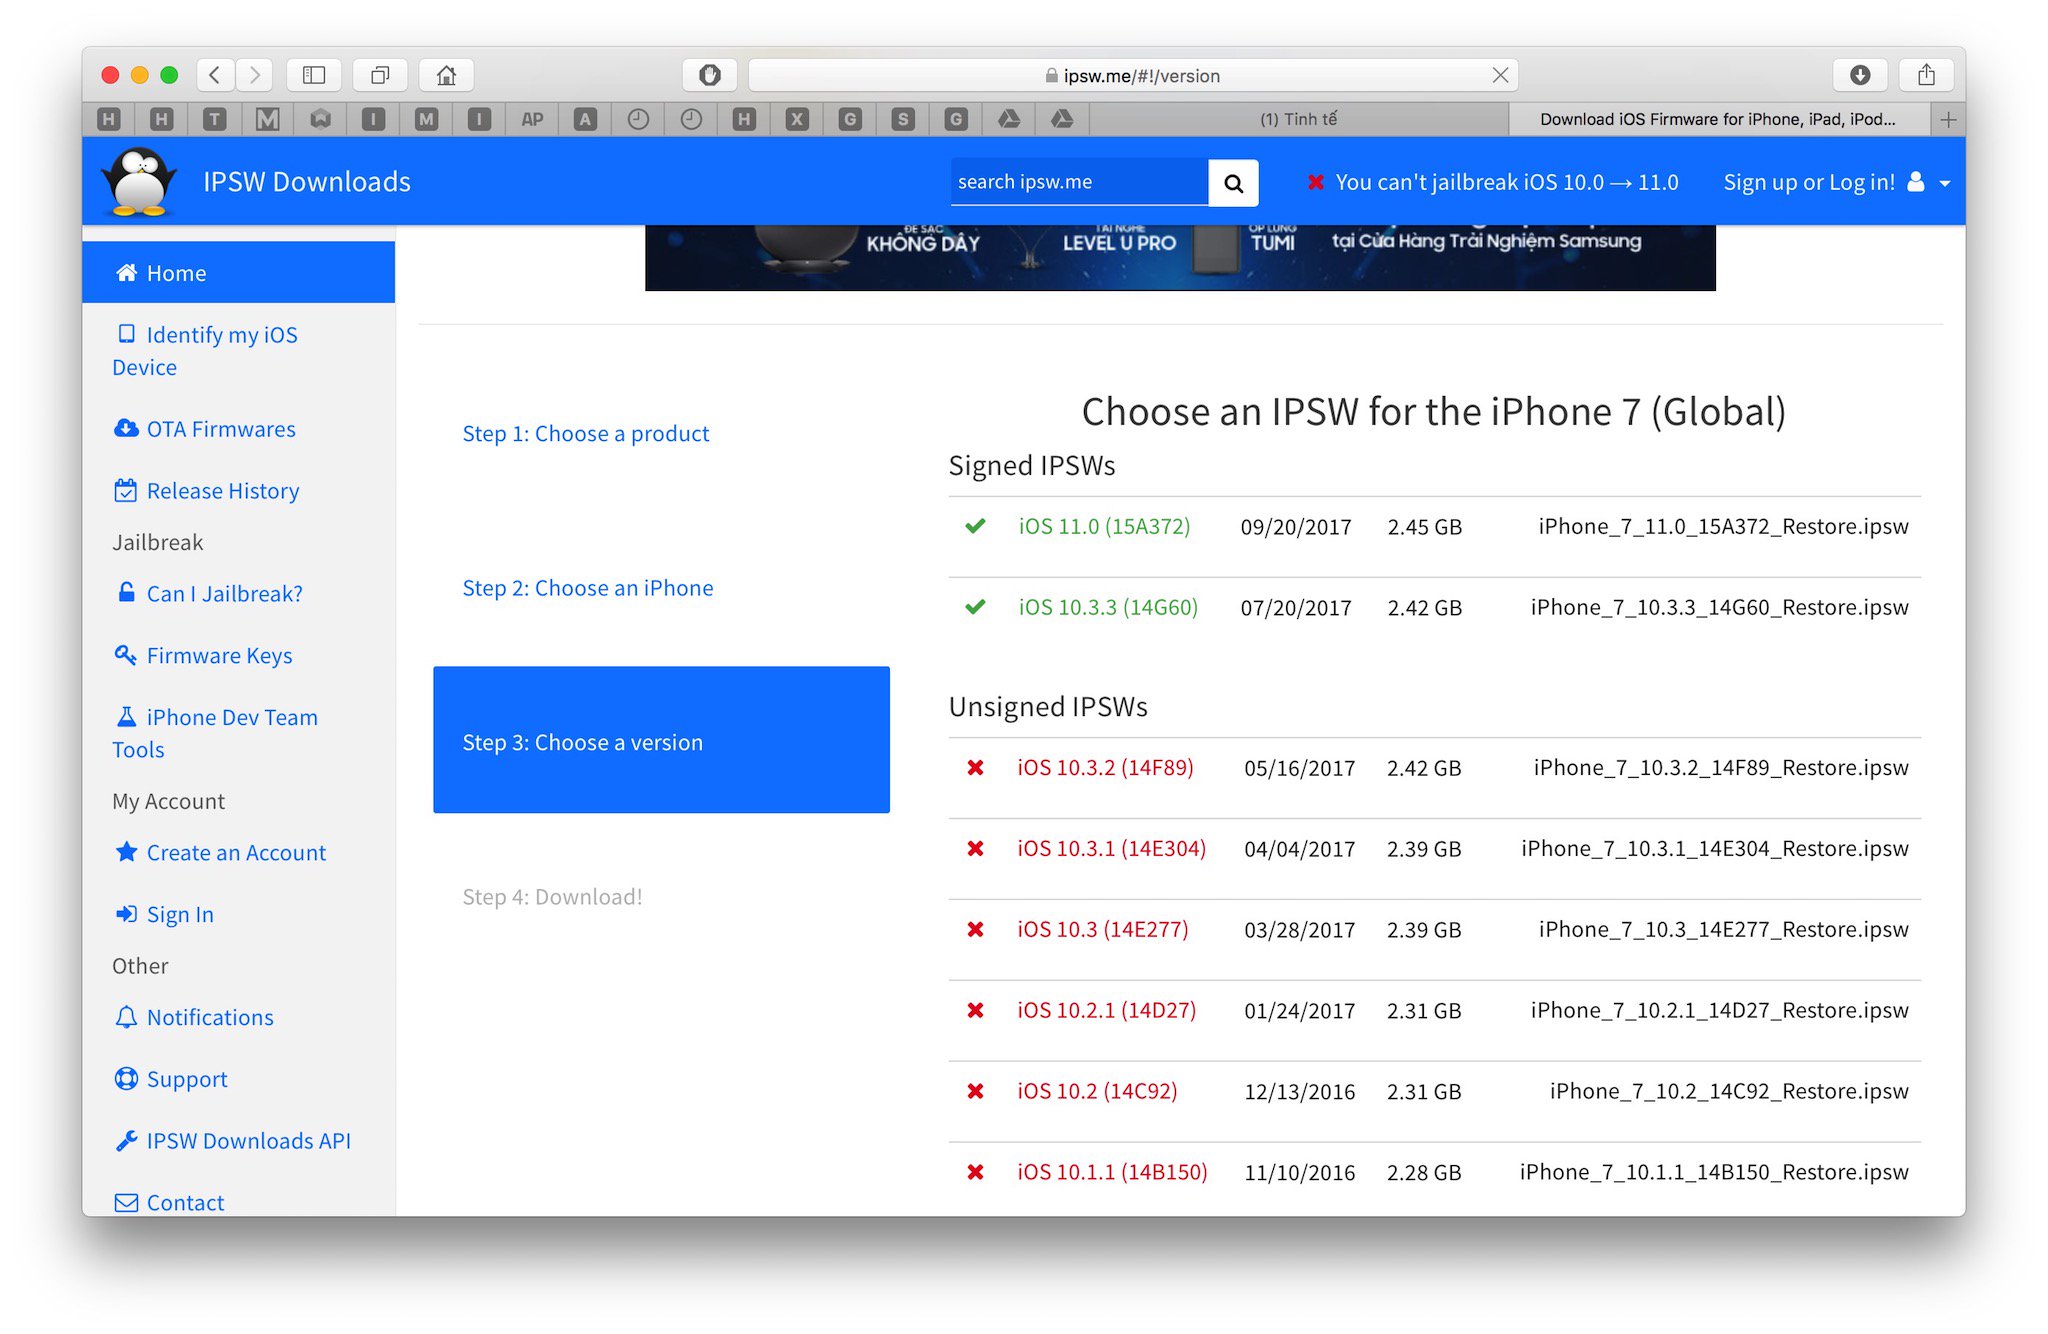 ipsw.me/#!/version
H H T M I M I AP A H X G S G
(1) Tinh tế
Download iOS Firmware for iPhone, iPad, iPod...
IPSW Downloads
search ipsw.me
You can't jailbreak iOS 10.0 → 11.0
Sign up or Log in!
ĐẾ SẠC
KHÔNG DÂY
TAI NGHE
LEVEL U PRO
ỐP LƯNG
TUMI
tại Cửa Hàng Trải Nghiệm Samsung
Home
Identify my iOS
Device
OTA Firmwares
Release History
Jailbreak
Can I Jailbreak?
Firmware Keys
iPhone Dev Team
Tools
My Account
Create an Account
Sign In
Other
Notifications
Support
IPSW Downloads API
Contact
Step 1: Choose a product
Step 2: Choose an iPhone
Step 3: Choose a version
Step 4: Download!
Choose an IPSW for the iPhone 7 (Global)
Signed IPSWs
iOS 11.0 (15A372) 09/20/2017 2.45 GB iPhone_7_11.0_15A372_Restore.ipsw
iOS 10.3.3 (14G60) 07/20/2017 2.42 GB iPhone_7_10.3.3_14G60_Restore.ipsw
Unsigned IPSWs
iOS 10.3.2 (14F89) 05/16/2017 2.42 GB iPhone_7_10.3.2_14F89_Restore.ipsw
iOS 10.3.1 (14E304) 04/04/2017 2.39 GB iPhone_7_10.3.1_14E304_Restore.ipsw
iOS 10.3 (14E277) 03/28/2017 2.39 GB iPhone_7_10.3_14E277_Restore.ipsw
iOS 10.2.1 (14D27) 01/24/2017 2.31 GB iPhone_7_10.2.1_14D27_Restore.ipsw
iOS 10.2 (14C92) 12/13/2016 2.31 GB iPhone_7_10.2_14C92_Restore.ipsw
iOS 10.1.1 (14B150) 11/10/2016 2.28 GB iPhone_7_10.1.1_14B150_Restore.ipsw